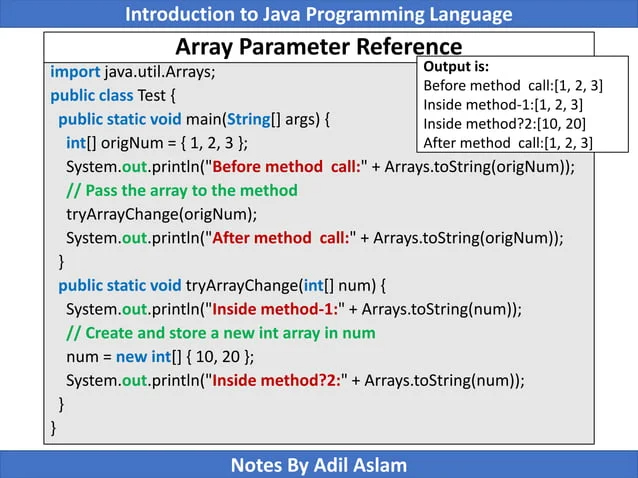 Introduction to Java Programming Language
Array Parameter Reference
import java.util.Arrays;
public class Test {
public static void main(String[] args) {
int[] origNum = { 1, 2, 3 };
System.out.println("Before method  call:" + Arrays.toString(origNum));
// Pass the array to the method
tryArrayChange(origNum);
System.out.println("After method  call:" + Arrays.toString(origNum));
}
public static void tryArrayChange(int[] num) {
System.out.println("Inside method-1:" + Arrays.toString(num));
// Create and store a new int array in num
num = new int[] { 10, 20 };
System.out.println("Inside method?2:" + Arrays.toString(num));
}
}
Output is:
Before method  call:[1, 2, 3]
Inside method-1:[1, 2, 3]
Inside method?2:[10, 20]
After method  call:[1, 2, 3]
Notes By Adil Aslam